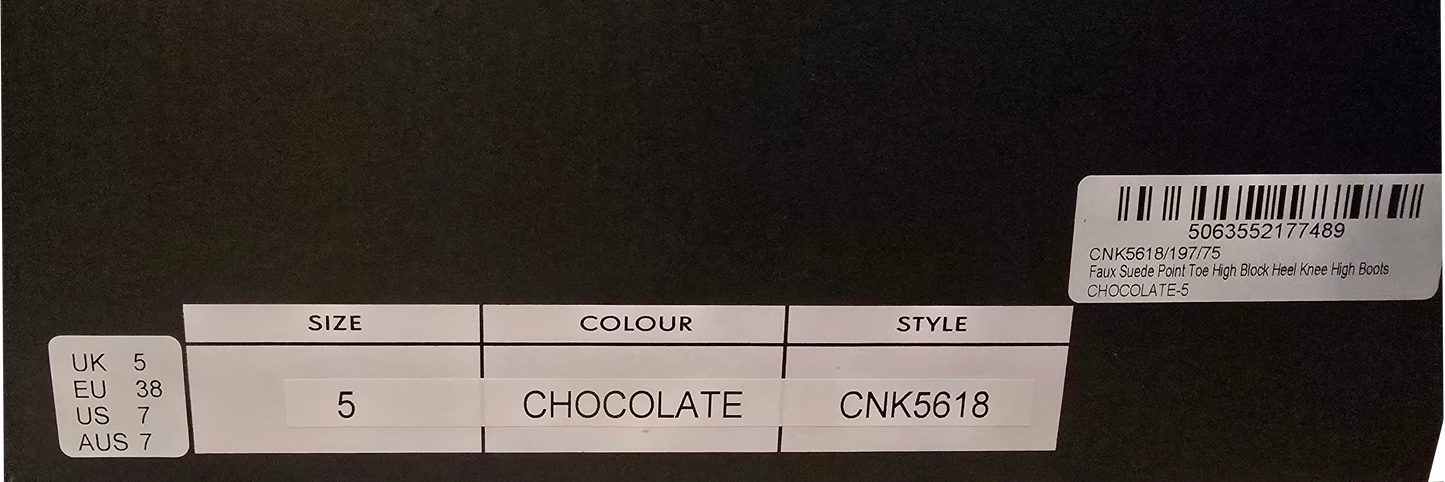 5063552177489
CNK5618/197/75
Faux Suede Point Toe High Block Heel Knee High Boots
CHOCOLATE-5
SIZE COLOUR STYLE
5 CHOCOLATE CNK5618
UK 5
EU 38
US 7
AUS 7